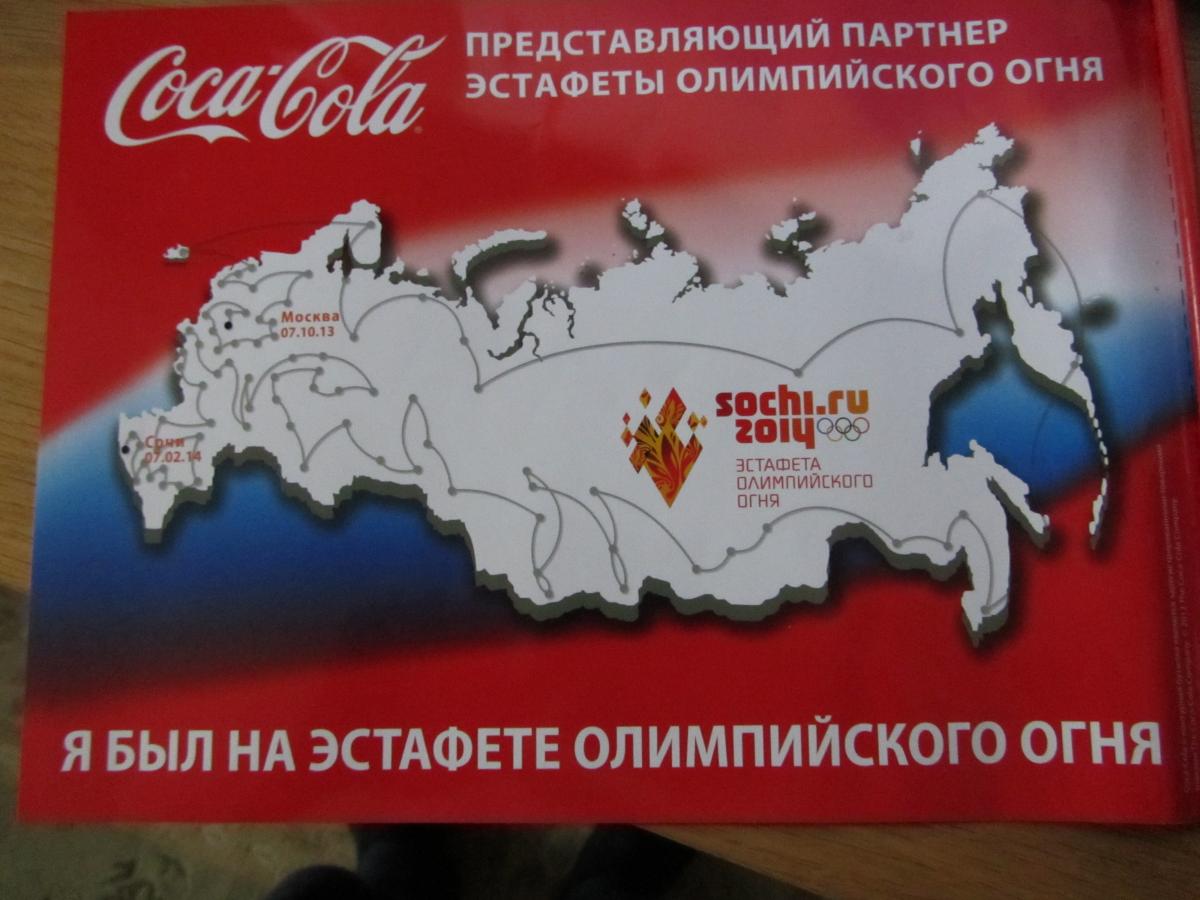 Coca-Cola
ПРЕДСТАВЛЯЮЩИЙ ПАРТНЕР
ЭСТАФЕТЫ ОЛИМПИЙСКОГО ОГНЯ
Москва
07.10.13
sochi.ru
2014
ЭСТАФЕТА
ОЛИМПИЙСКОГО
ОГНЯ
Сочи
07.02.14
Я БЫЛ НА ЭСТАФЕТЕ ОЛИМПИЙСКОГО ОГНЯ